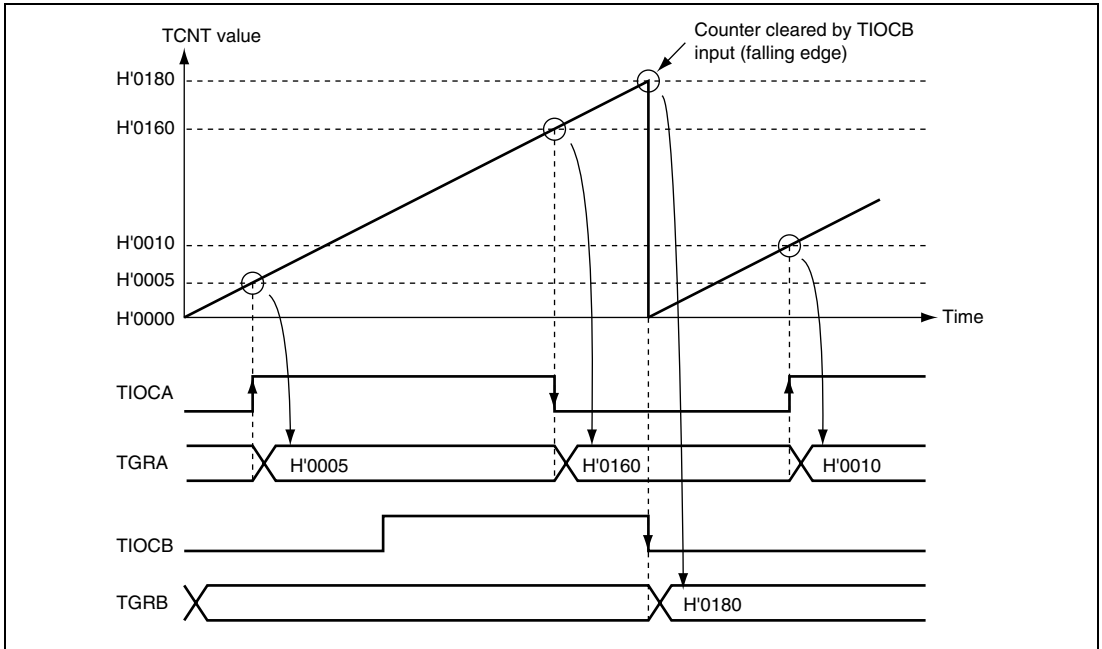 TCNT value
Counter cleared by TIOCB
input (falling edge)
H'0180
H'0160
H'0010
H'0005
H'0000
Time
TIOCA
TGRA
H'0005
H'0160
H'0010
TIOCB
TGRB
H'0180